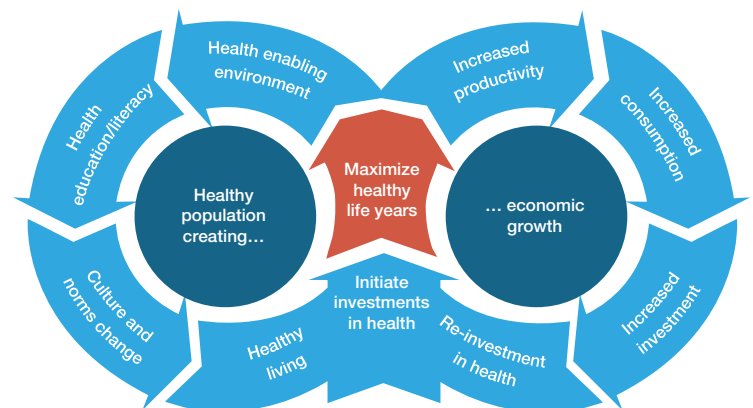 Health enabling
environment
Health
education/literacy
Culture and
norms change
Healthy
living
Healthy
population
creating…
Maximize
healthy
life years
Initiate
investments
in health
Increased
productivity
Increased
consumption
Increased
investment
Re-investment
in health
… economic
growth